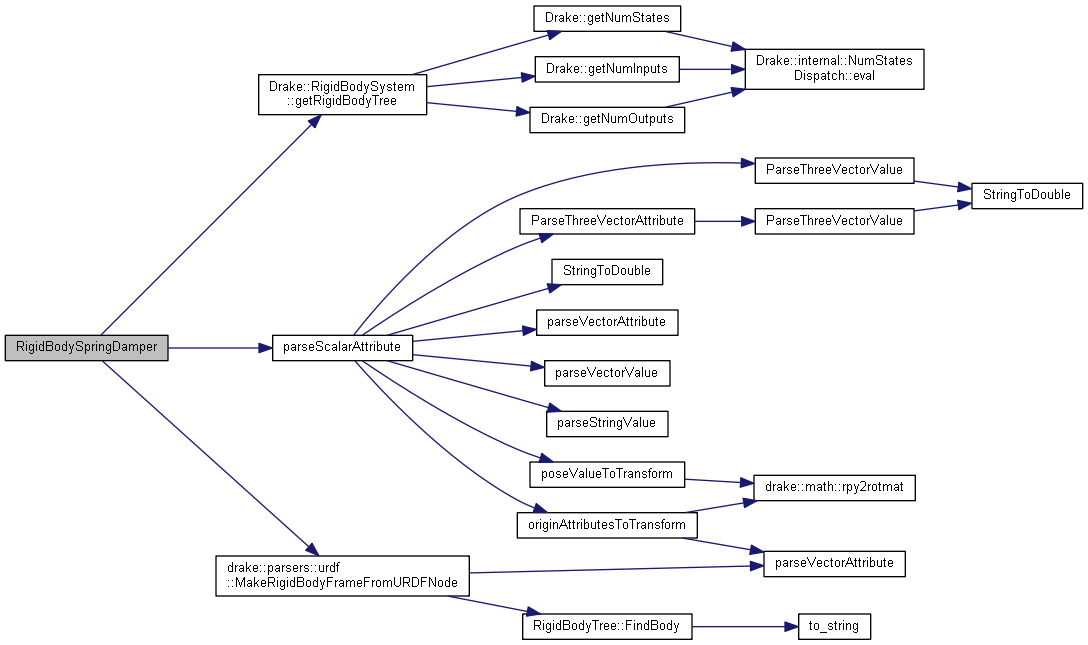 RigidBodySpringDamper
Drake::RigidBodySystem
::getRigidBodyTree
Drake::getNumStates
Drake::getNumInputs
Drake::getNumOutputs
Drake::internal::NumStates
Dispatch::eval
parseScalarAttribute
ParseThreeVectorValue
ParseThreeVectorAttribute
ParseThreeVectorValue
StringToDouble
StringToDouble
parseVectorAttribute
parseVectorValue
parseStringValue
poseValueToTransform
originAttributesToTransform
drake::math::rpy2rotmat
parseVectorAttribute
drake::parsers::urdf
::MakeRigidBodyFrameFromURDFNode
RigidBodyTree::FindBody
to_string